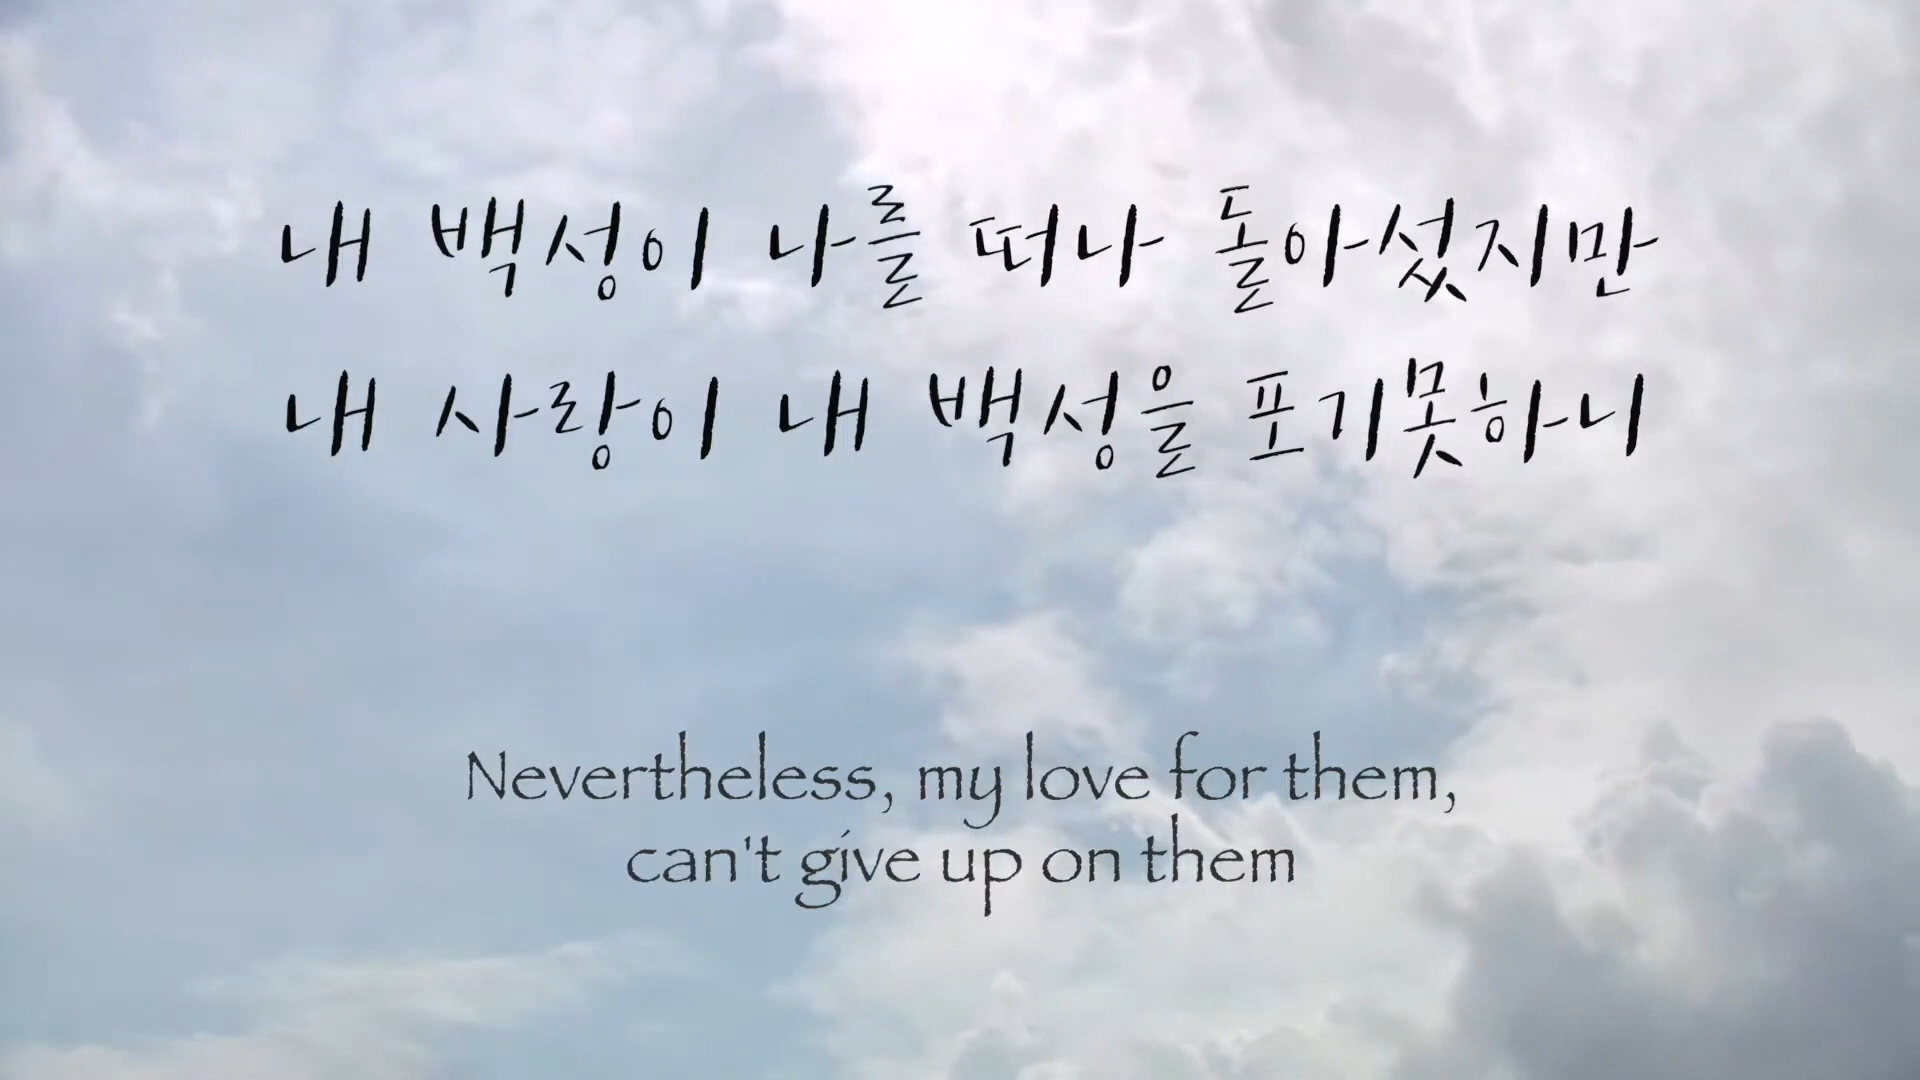 내 백성이 나를 떠나 돌아섰지만
내 사랑이 내 백성을 포기못하니
Nevertheless, my love for them,
can't give up on them